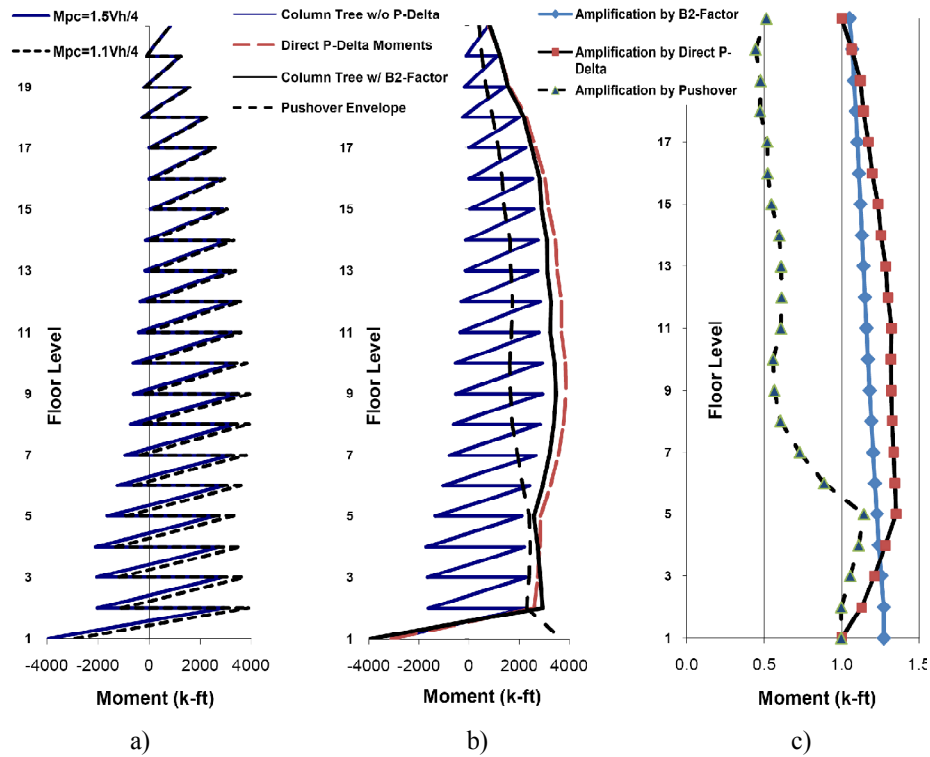 Mpc=1.5Vh/4
Mpc=1.1Vh/4
19
17
15
13
11
9
7
5
3
1
Floor Level
-4000 -2000 0 2000 4000
Moment (k-ft)
a)
Column Tree w/o P-Delta
Direct P-Delta Moments
Column Tree w/ B2-Factor
Pushover Envelope
19
17
15
13
11
9
7
5
3
1
Floor Level
-4000 -2000 0 2000 4000
Moment (k-ft)
b)
Amplification by B2-Factor
Amplification by Direct P-
Delta
Amplification by Pushover
17
15
13
11
9
7
5
3
1
Floor Level
0.0 0.5 1.0 1.5
Moment (k-ft)
c)